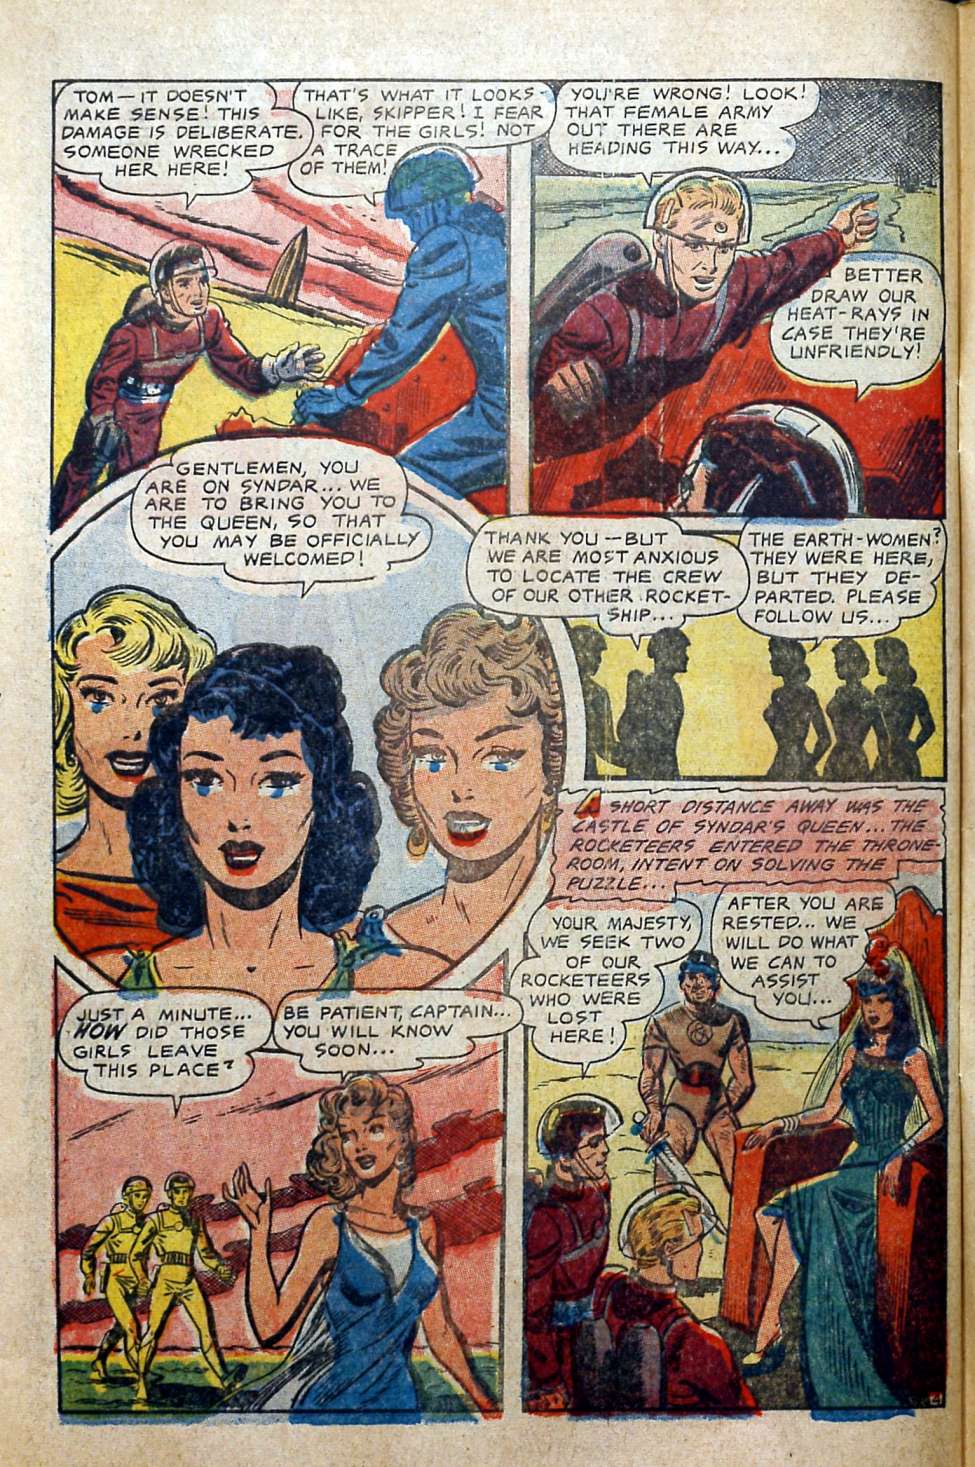 TOM—IT DOESN'T
MAKE SENSE! THIS
DAMAGE IS DELIBERATE.
SOMEONE WRECKED
HER HERE!
THAT'S WHAT IT LOOKS-
LIKE, SKIPPER! I FEAR
FOR THE GIRLS! NOT
A TRACE
OF THEM!
YOU'RE WRONG! LOOK!
THAT FEMALE ARMY
OUT THERE ARE
HEADING THIS WAY...
BETTER
DRAW OUR
HEAT-RAYS IN
CASE THEY'RE
UNFRIENDLY!
GENTLEMEN, YOU
ARE ON SYNDAR... WE
ARE TO BRING YOU TO
THE QUEEN, SO THAT
YOU MAY BE OFFICIALLY
WELCOMED!
THANK YOU—BUT
WE ARE MOST ANXIOUS
TO LOCATE THE CREW
OF OUR OTHER ROCKET-
SHIP...
THE EARTH-WOMEN?
THEY WERE HERE,
BUT THEY DE-
PARTED. PLEASE
FOLLOW US...
JUST A MINUTE...
HOW DID THOSE
GIRLS LEAVE
THIS PLACE?
BE PATIENT, CAPTAIN...
YOU WILL KNOW
SOON...
A SHORT DISTANCE AWAY WAS THE
CASTLE OF SYNDAR'S QUEEN... THE
ROCKETEERS ENTERED THE THRONE-
ROOM, INTENT ON SOLVING THE
PUZZLE...
YOUR MAJESTY,
WE SEEK TWO
OF OUR
ROCKETEERS
WHO WERE
LOST
HERE!
AFTER YOU ARE
RESTED... WE
WILL DO WHAT
WE CAN TO
ASSIST
YOU...